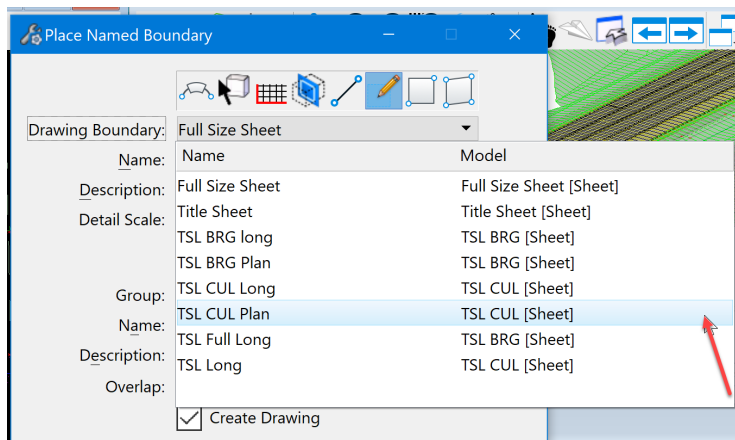 Place Named Boundary
Drawing Boundary: Full Size Sheet
Name: Name Model
Description: Full Size Sheet Full Size Sheet [Sheet]
Detail Scale: Title Sheet Title Sheet [Sheet]
TSL BRG long TSL BRG [Sheet]
TSL BRG Plan TSL BRG [Sheet]
Group: TSL CUL Long TSL CUL [Sheet]
Name: TSL CUL Plan TSL CUL [Sheet]
Description: TSL Full Long TSL BRG [Sheet]
Overlap: TSL Long TSL CUL [Sheet]
Create Drawing